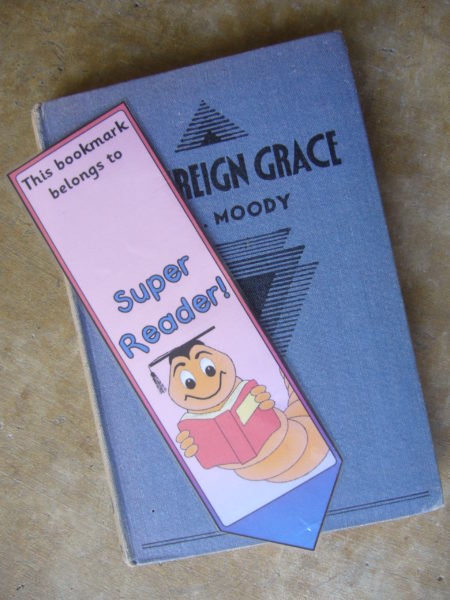 This bookmark
belongs to
Super
Reader!
REIGN GRACE
. MOODY